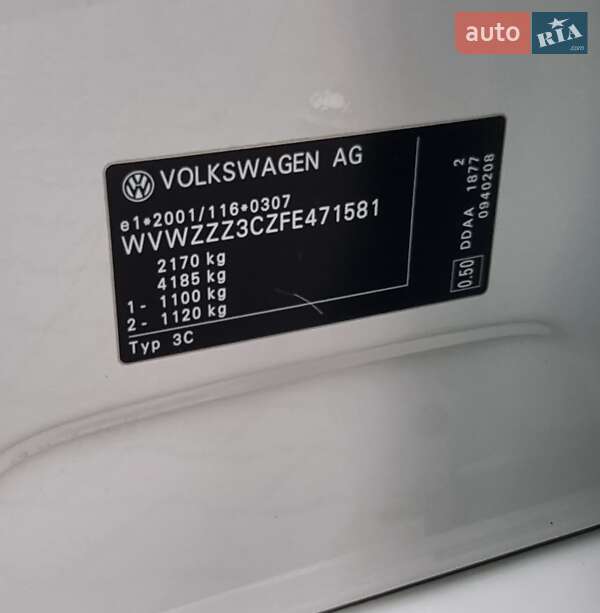 auto RIA
.com
VOLKSWAGEN AG
e1*2001/116*0307
WVWZZZ3CZFE471581
2170 kg
4185 kg
1- 1100 kg
2- 1120 kg
Typ 3C
0.50 DDAA 1877 2
0940208